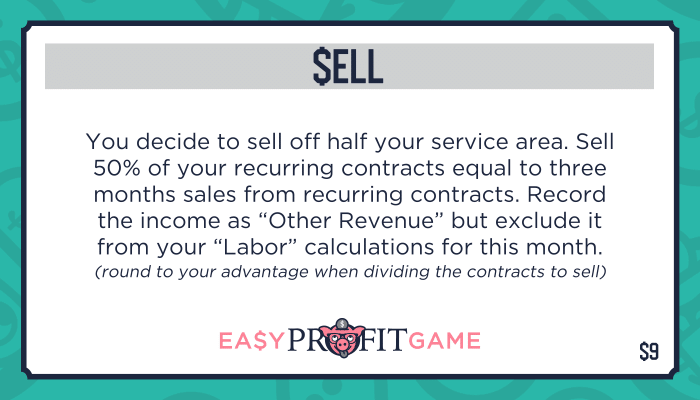 $ELL
You decide to sell off half your service area. Sell
50% of your recurring contracts equal to three
months sales from recurring contracts. Record
the income as “Other Revenue” but exclude it
from your “Labor” calculations for this month.
(round to your advantage when dividing the contracts to sell)
EA$YPROFITGAME
$9